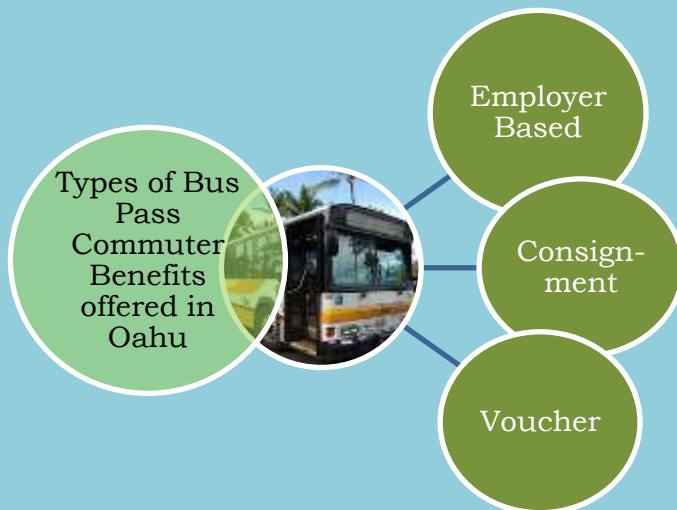 Types of Bus
Pass
Commuter
Benefits
offered in
Oahu
Employer
Based
Consign-
ment
Voucher